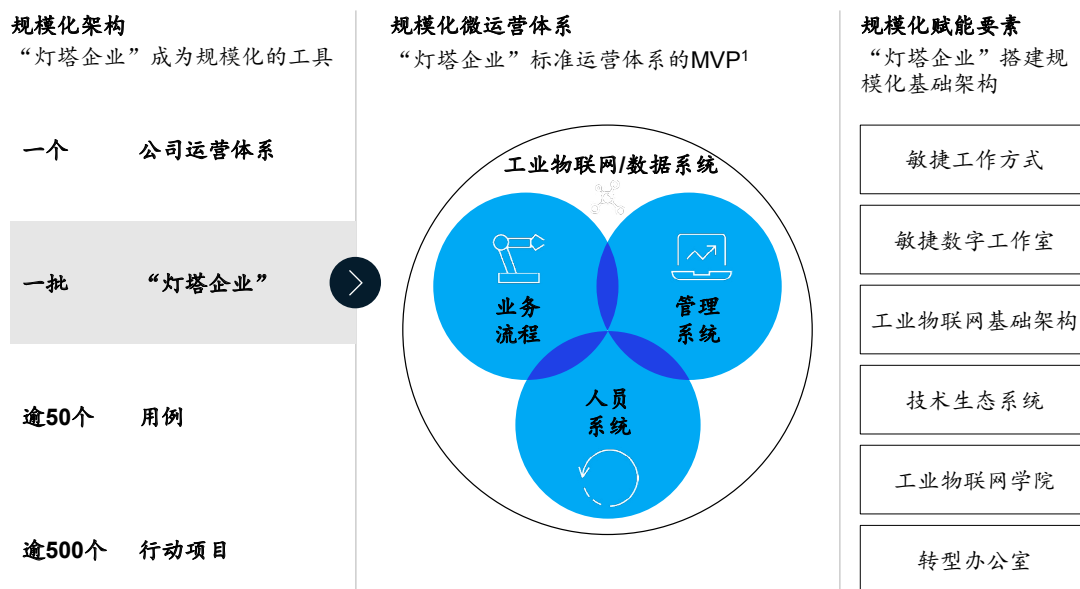 规模化架构
“灯塔企业”成为规模化的工具
一个 公司运营体系
一批 “灯塔企业”
逾50个 用例
逾500个 行动项目
规模化微运营体系
“灯塔企业”标准运营体系的MVP¹
工业物联网/数据系统
业务
流程
管理
系统
人员
系统
规模化赋能要素
“灯塔企业”搭建规
模化基础架构
敏捷工作方式
敏捷数字工作室
工业物联网基础架构
技术生态系统
工业物联网学院
转型办公室